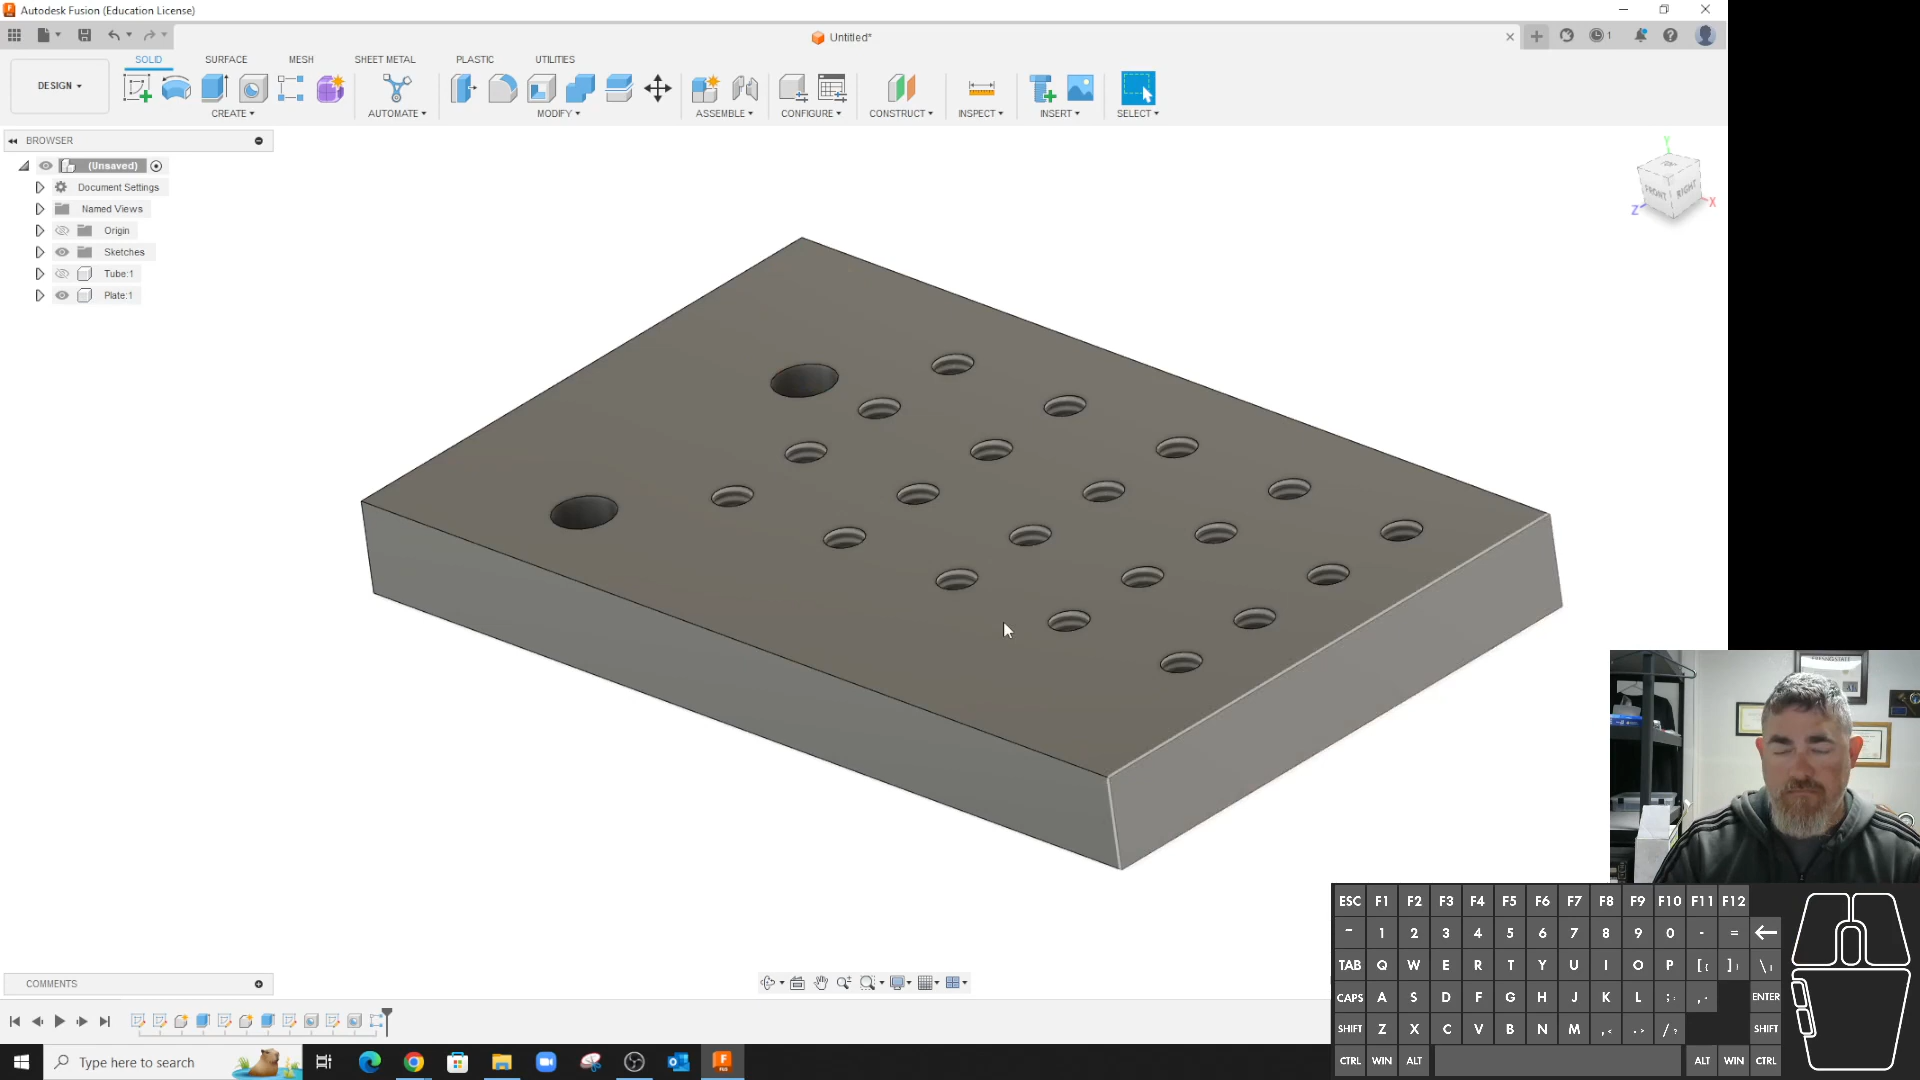 Autodesk Fusion (Education License)
Untitled*
1
DESIGN
SOLID SURFACE MESH SHEET METAL PLASTIC UTILITIES
CREATE AUTOMATE MODIFY ASSEMBLE CONFIGURE CONSTRUCT INSPECT INSERT SELECT
BROWSER
(Unsaved)
Document Settings
Named Views
Origin
Sketches
Tube:1
Plate:1
Y
FRONT RIGHT
Z X
COMMENTS
Type here to search
ESC F1 F2 F3 F4 F5 F6 F7 F8 F9 F10 F11 F12
~ 1 2 3 4 5 6 7 8 9 0 - =
TAB Q W E R T Y U I O P [{ ]} \|
CAPS A S D F G H J K L ;: ENTER
SHIFT Z X C V B N M ,< .> /? SHIFT
CTRL WIN ALT ALT WIN CTRL